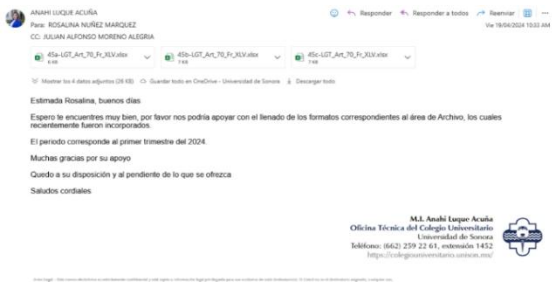 ANAHI LUQUE ACUÑA
Para: ROSALINA NUÑEZ MARQUEZ
CC: JULIAN ALFONSO MORENO ALEGRIA
Responder
Responder a todos
Reenviar
Vie 19/04/2024 10:33 AM
45a-LGT_Art_70_Fr_XLV.xlsx
45b-LGT_Art_70_Fr_XLV.xlsx
45c-LGT_Art_70_Fr_XLV.xlsx
Mostrar los 4 datos adjuntos (28 KB)
Guardar todo en OneDrive - Universidad de Sonora
Descargar todo
Estimada Rosalina, buenos días
Espero te encuentres muy bien, por favor nos podría apoyar con el llenado de los formatos correspondientes al área de Archivo, los cuales
recientemente fueron incorporados.
El periodo corresponde al primer trimestre del 2024.
Muchas gracias por su apoyo
Quedo a su disposición y al pendiente de lo que se ofrezca
Saludos cordiales
M.I. Anahi Luque Acuña
Oficina Técnica del Colegio Universitario
Universidad de Sonora
Teléfono: (662) 259 22 61, extensión 1452
https://colegiouniversitario.unison.mx/